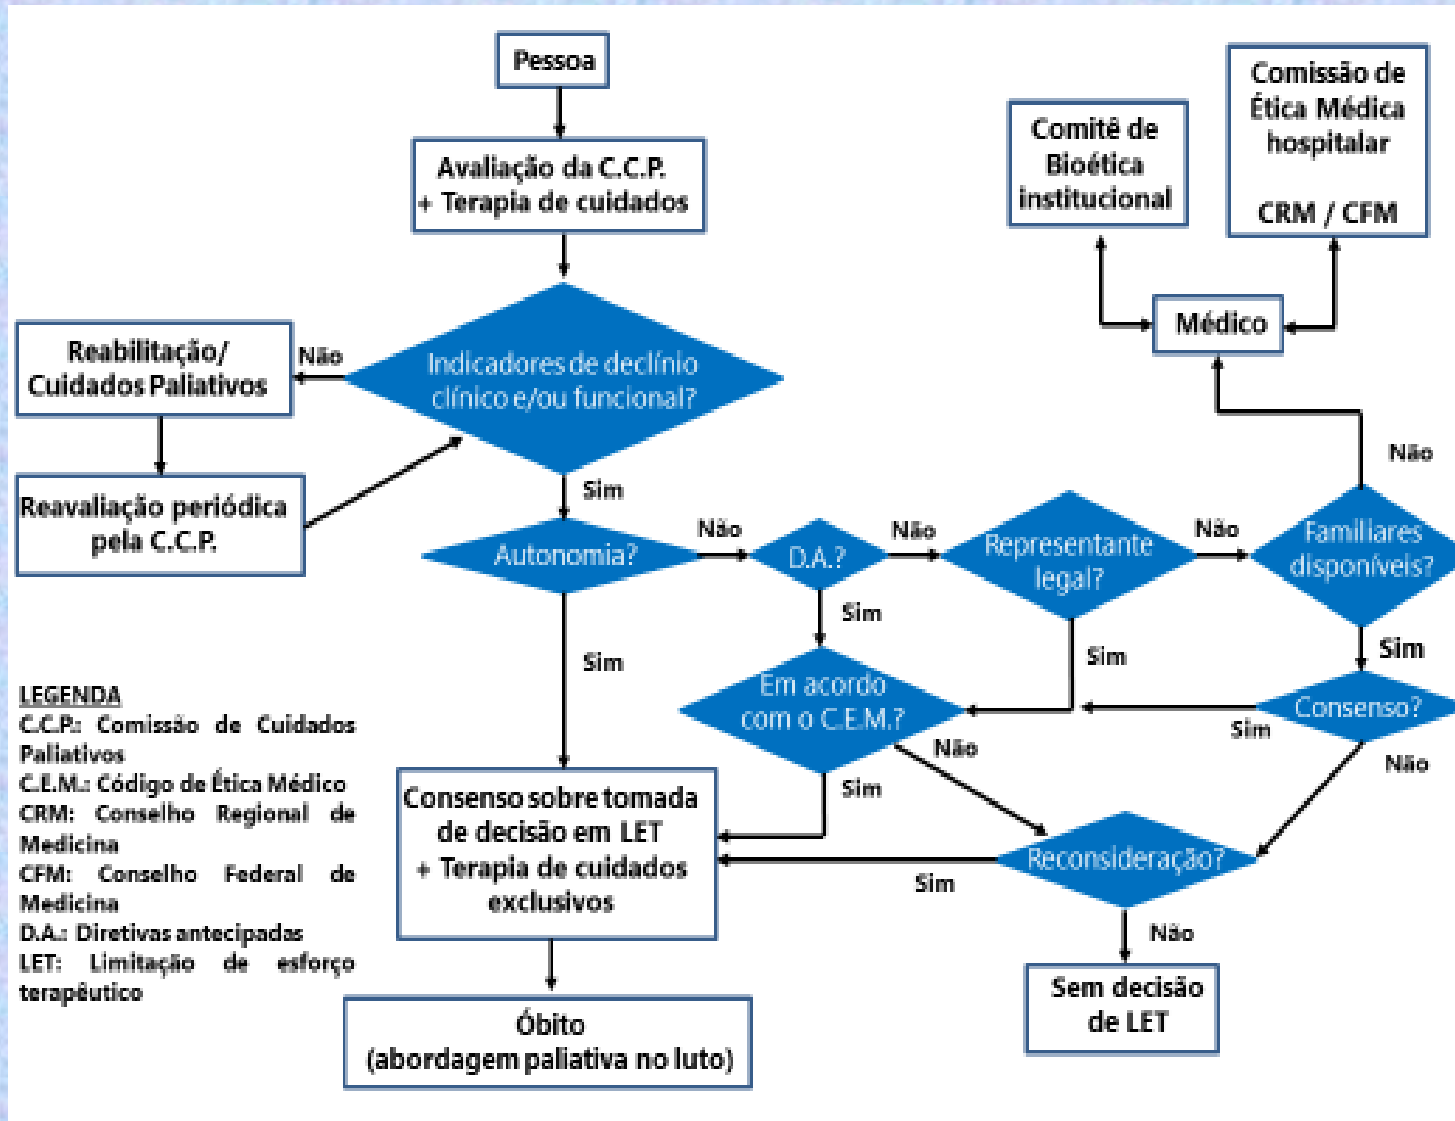 Pessoa
Avaliação da C.C.P.
+ Terapia de cuidados
Comitê de
Bioética
institucional
Comissão de
Ética Médica
hospitalar
CRM / CFM
Médico
Indicadores de declínio
clínico e/ou funcional?
Não
Reabilitação/
Cuidados Paliativos
Reavaliação periódica
pela C.C.P.
Sim
Autonomia?
Não
D.A.?
Não
Representante
legal?
Não
Familiares
disponíveis?
Não
Sim
Sim
Sim
Sim
Em acordo
com o C.E.M.?
Consenso?
Sim
Não
Não
Sim
Consenso sobre tomada
de decisão em LET
+ Terapia de cuidados
exclusivos
Reconsideração?
Sim
Não
Sem decisão
de LET
Óbito
(abordagem paliativa no luto)
LEGENDA
C.C.P.: Comissão de Cuidados
Paliativos
C.E.M.: Código de Ética Médico
CRM: Conselho Regional de
Medicina
CFM: Conselho Federal de
Medicina
D.A.: Diretivas antecipadas
LET: Limitação de esforço
terapêutico